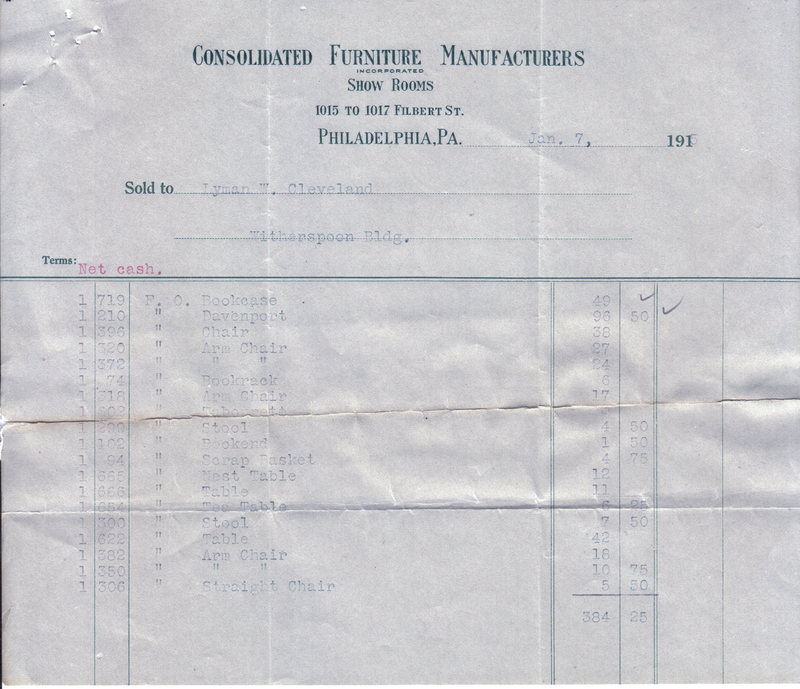 CONSOLIDATED FURNITURE MANUFACTURERS
INCORPORATED
SHOW ROOMS
1015 TO 1017 FILBERT ST.
PHILADELPHIA, PA. Jan. 7, 191
Sold to Lyman W. Cleveland
Witherspoon Bldg.
Terms: Net cash.
1 719 F. O. Bookcase 49
1 210 " Davenport 96 50
1 396 " Chair 38
1 320 " Arm Chair 27
1 372 " " " 24
1 74 " Bookrack
1 318 " Arm Chair 17
1
1 299 " Stool 4 50
1 102 " Bookend 1 50
1 94 " Scrap Basket 4 75
1 665 " Nest Table 12
1 666 " Table 11
1 654 " Tea Table 6 25
1 300 " Stool 7 50
1 622 " Table 42
1 382 " Arm Chair 18
1 350 " " " 10 75
1 306 " Straight Chair 5 50
384 25